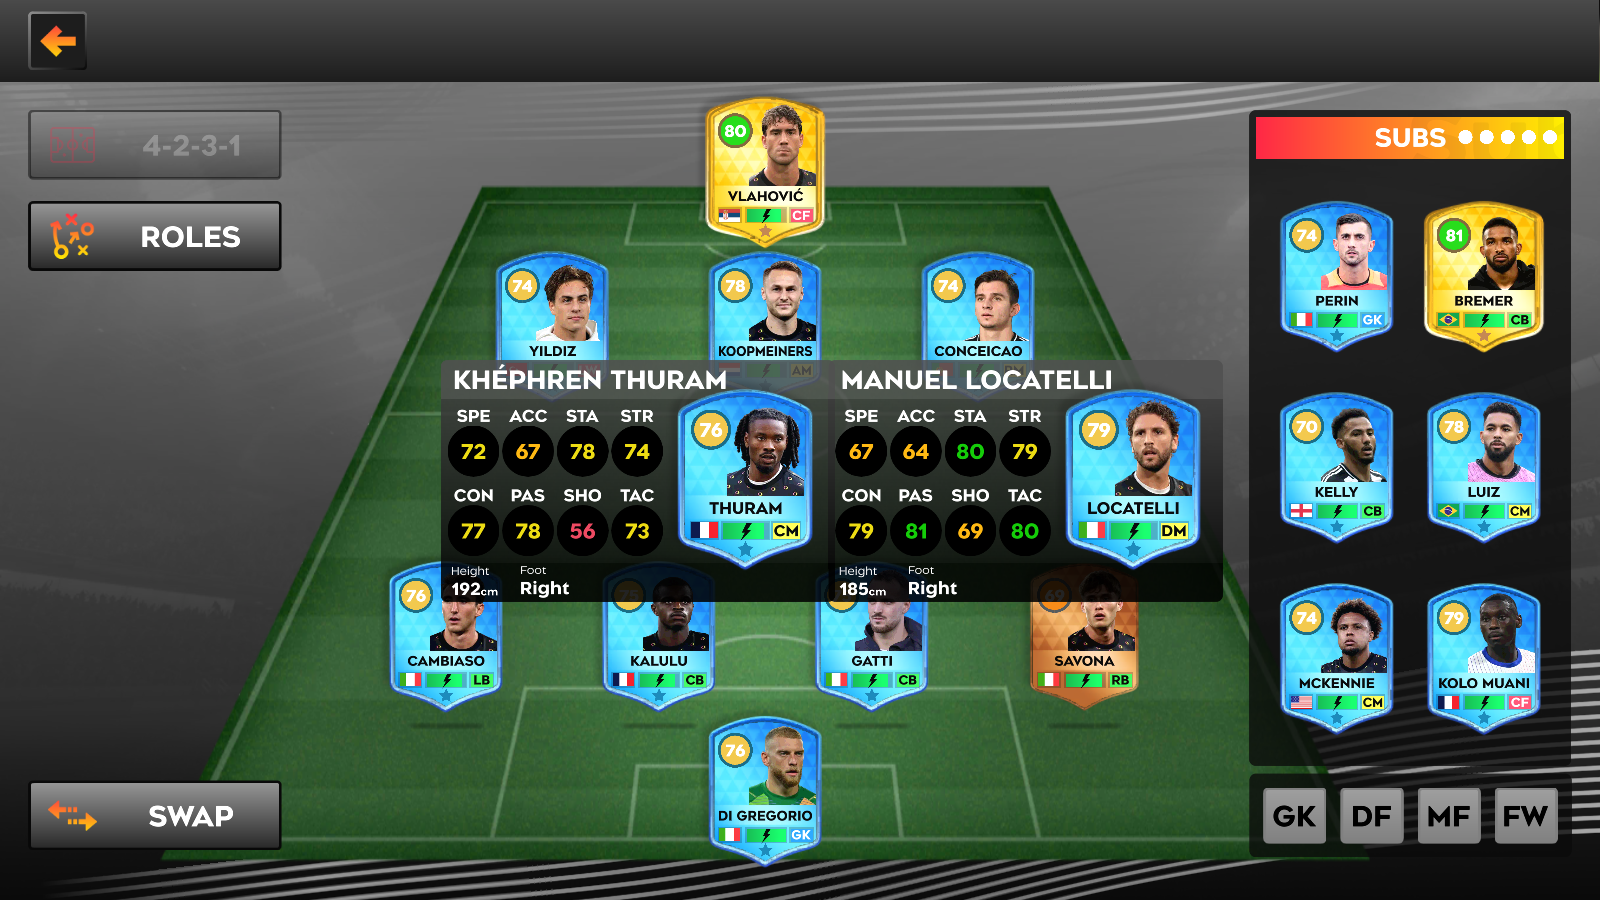 4-2-3-1
ROLES
80
VLAHOVIĆ
CF
74
YILDIZ
78
KOOPMEINERS
AM
74
CONCEICAO
RM
KHÉPHREN THURAM
SPE ACC STA STR
72 67 78 74
CON PAS SHO TAC
77 78 56 73
Height
192cm
Foot
Right
76
THURAM
CM
MANUEL LOCATELLI
SPE ACC STA STR
67 64 80 79
CON PAS SHO TAC
79 81 69 80
Height
185cm
Foot
Right
79
LOCATELLI
DM
76
CAMBIASO
LB
75
KALULU
CB
GATTI
CB
69
SAVONA
RB
76
DI GREGORIO
GK
SWAP
SUBS
74
PERIN
GK
81
BREMER
CB
70
KELLY
CB
78
LUIZ
CM
74
MCKENNIE
CM
79
KOLO MUANI
CF
GK DF MF FW